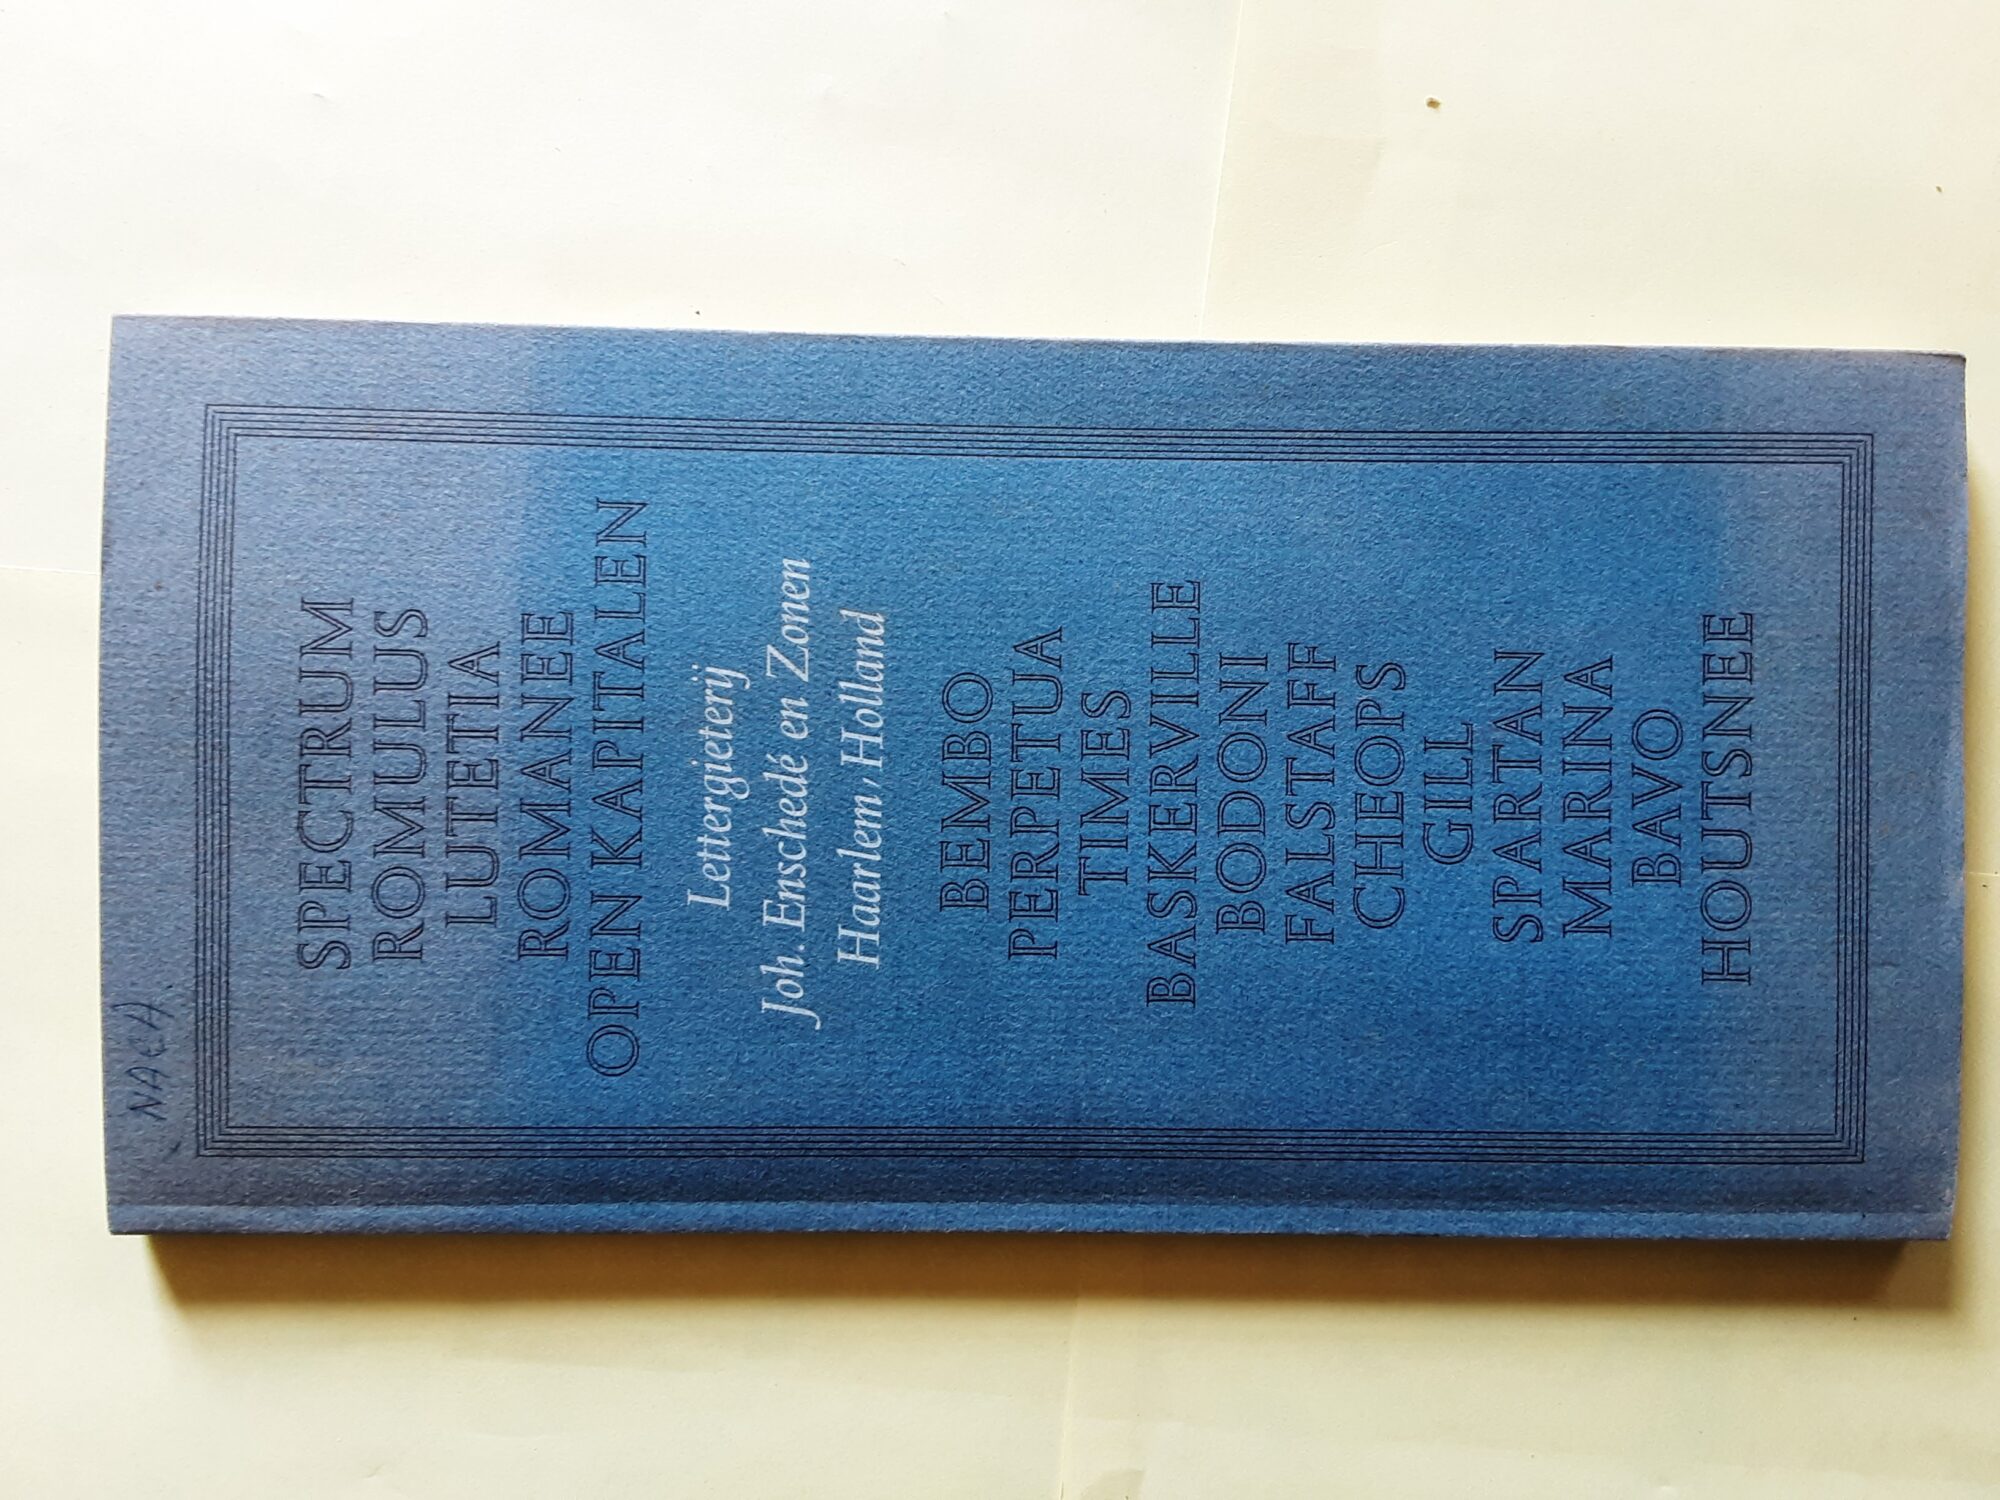 NAEA
SPECTRUM
ROMULUS
LUTETIA
ROMANEE
OPEN KAPITALEN
Lettergieterij
Joh. Enschedé en Zonen
Haarlem, Holland
BEMBO
PERPETUA
TIMES
BASKERVILLE
BODONI
FALSTAFF
CHEOPS
GILL
SPARTAN
MARINA
BAVO
HOUTSNEE